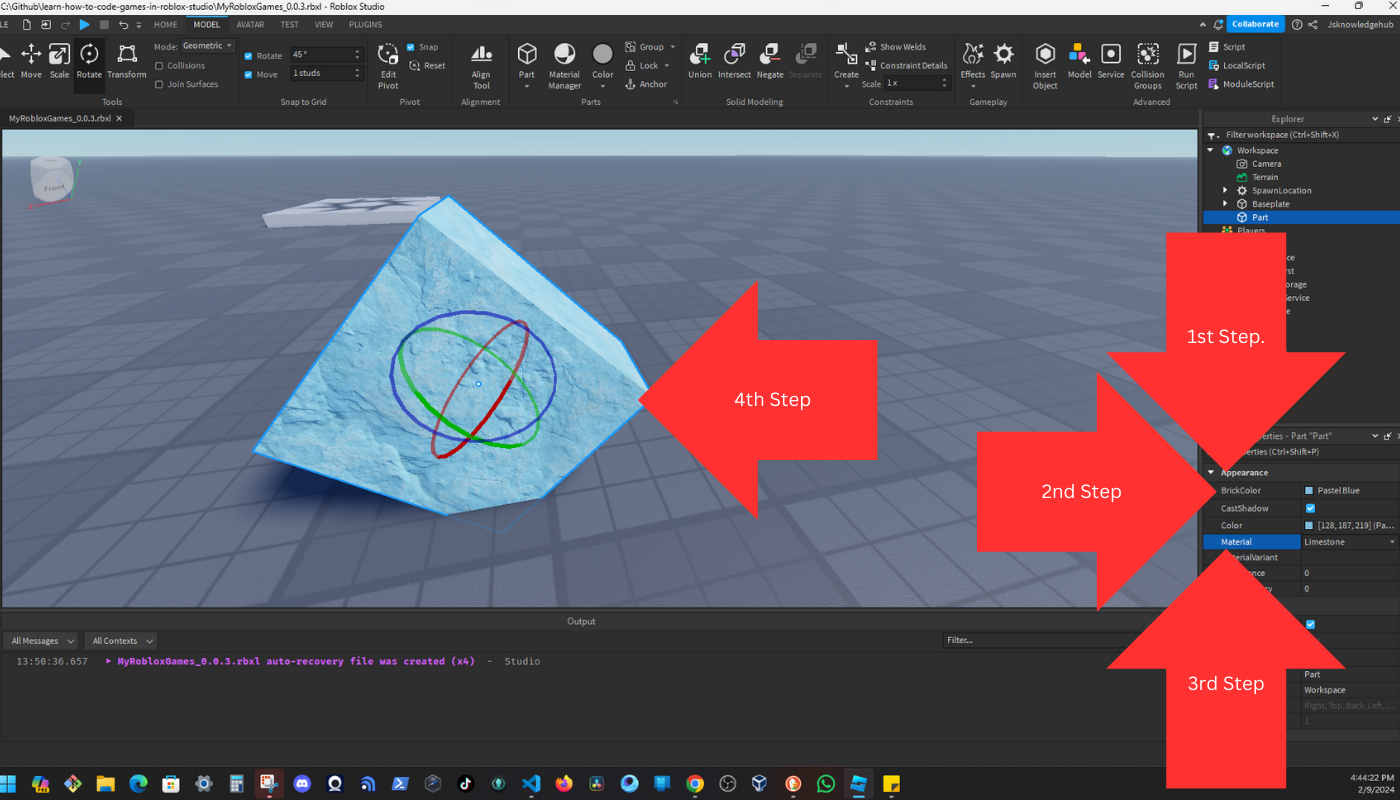 C:\Github\learn-how-to-code-games-in-roblox-studio\MyRobloxGames_0.0.3.rbxl - Roblox Studio
LE HOME MODEL AVATAR TEST VIEW PLUGINS Collaborate Jsknowledgehub
Mode: Geometric
Collisions
Join Surfaces
Rotate 45°
Move 1 studs
Snap
Reset
Group
Lock
Anchor
Show Welds
Constraint Details
Scale 1x
Script
LocalScript
ModuleScript
lect Move Scale Rotate Transform
Edit Pivot
Align Tool
Part
Material Manager
Color
Union Intersect Negate Separate
Create
Effects Spawn
Insert Object
Model Service
Collision Groups
Run Script
Tools Snap to Grid Pivot Alignment Parts Solid Modeling Constraints Gameplay Advanced
MyRobloxGames_0.0.3.rbxl
Explorer
Filter workspace (Ctrl+Shift+X)
Workspace
Camera
Terrain
SpawnLocation
Baseplate
Part
Players
ce
rst
orage
Service
e
Front
Y
1st Step.
4th Step
2nd Step
3rd Step
erties - Part "Part"
erties (Ctrl+Shift+P)
Appearance
BrickColor Pastel Blue
CastShadow
Color [128, 187, 219] (Pa...
Material Limestone
terialVariant
ance 0
cy 0
Part
Workspace
Right, Top, Back, Left, ...
1
Output
All Messages All Contexts Filter...
13:50:36.657 MyRobloxGames_0.0.3.rbxl auto-recovery file was created (x4) - Studio
4:44:22 PM
2/9/2024